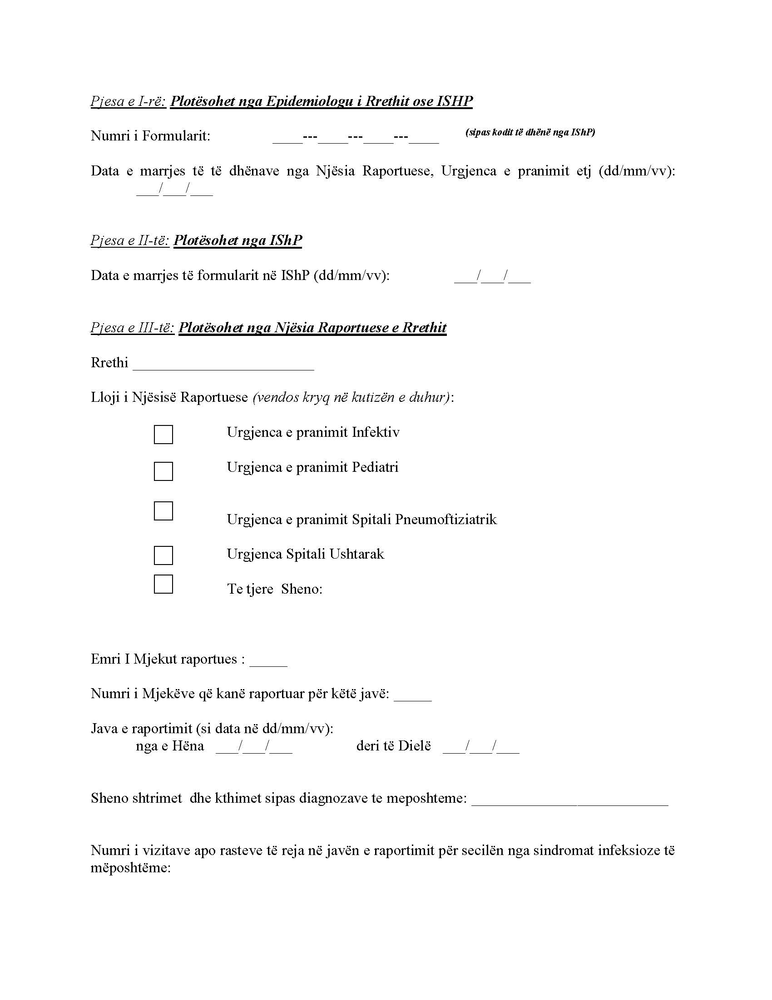 Pjesa e I-rë: Plotësohet nga Epidemiologu i Rrethit ose ISHP
Numri i Formularit: ____---____---____---____ (sipas kodit të dhënë nga IShP)
Data e marrjes të të dhënave nga Njësia Raportuese, Urgjenca e pranimit etj (dd/mm/vv):
___/___/___
Pjesa e II-të: Plotësohet nga IShP
Data e marrjes të formularit në IShP (dd/mm/vv): ___/___/___
Pjesa e III-të: Plotësohet nga Njësia Raportuese e Rrethit
Rrethi ________________________
Lloji i Njësisë Raportuese (vendos kryq në kutizën e duhur):
Urgjenca e pranimit Infektiv
Urgjenca e pranimit Pediatri
Urgjenca e pranimit Spitali Pneumoftiziatrik
Urgjenca Spitali Ushtarak
Te tjere  Sheno:
Emri I Mjekut raportues : _____
Numri i Mjekëve që kanë raportuar për këtë javë: _____
Java e raportimit (si data në dd/mm/vv):
nga e Hëna ___/___/___ deri të Dielë ___/___/___
Sheno shtrimet  dhe kthimet sipas diagnozave te meposhteme: __________________________
Numri i vizitave apo rasteve të reja në javën e raportimit për secilën nga sindromat infeksioze të
mëposhtëme: